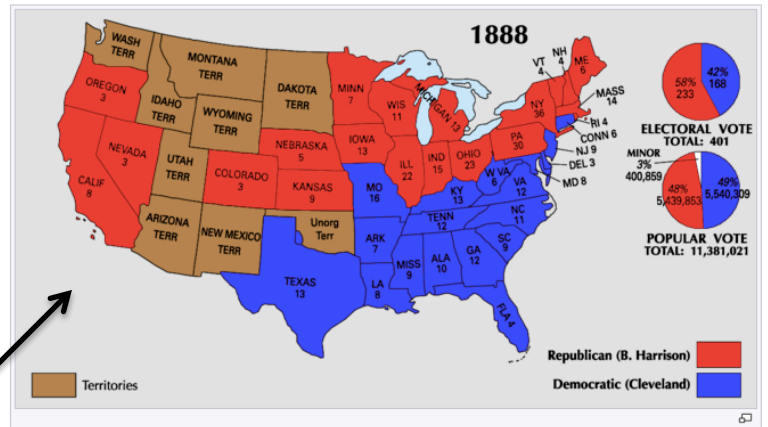 1888
WASH
TERR
MONTANA
TERR
DAKOTA
TERR
IDAHO
TERR
WYOMING
TERR
UTAH
TERR
ARIZONA
TERR
NEW MEXICO
TERR
Unorg
Terr
OREGON
3
NEVADA
3
CALIF
8
COLORADO
3
NEBRASKA
5
KANSAS
9
MINN
7
IOWA
13
WIS
11
MICHIGAN 13
ILL
22
IND
15
OHIO
23
PA
30
NY
36
VT
4
NH
4
ME
6
MASS
14
RI 4
CONN 6
NJ 9
DEL 3
MD 8
W VA
6
VA
12
KY
13
MO
16
TENN
12
NC
11
SC
9
ARK
7
MISS
9
ALA
10
GA
12
LA
8
TEXAS
13
FLA 4
58%
233
42%
168
ELECTORAL VOTE
TOTAL: 401
MINOR
3%
400,859
48%
5,439,853
49%
5,540,309
POPULAR VOTE
TOTAL: 11,381,021
Republican (B. Harrison)
Democratic (Cleveland)
Territories